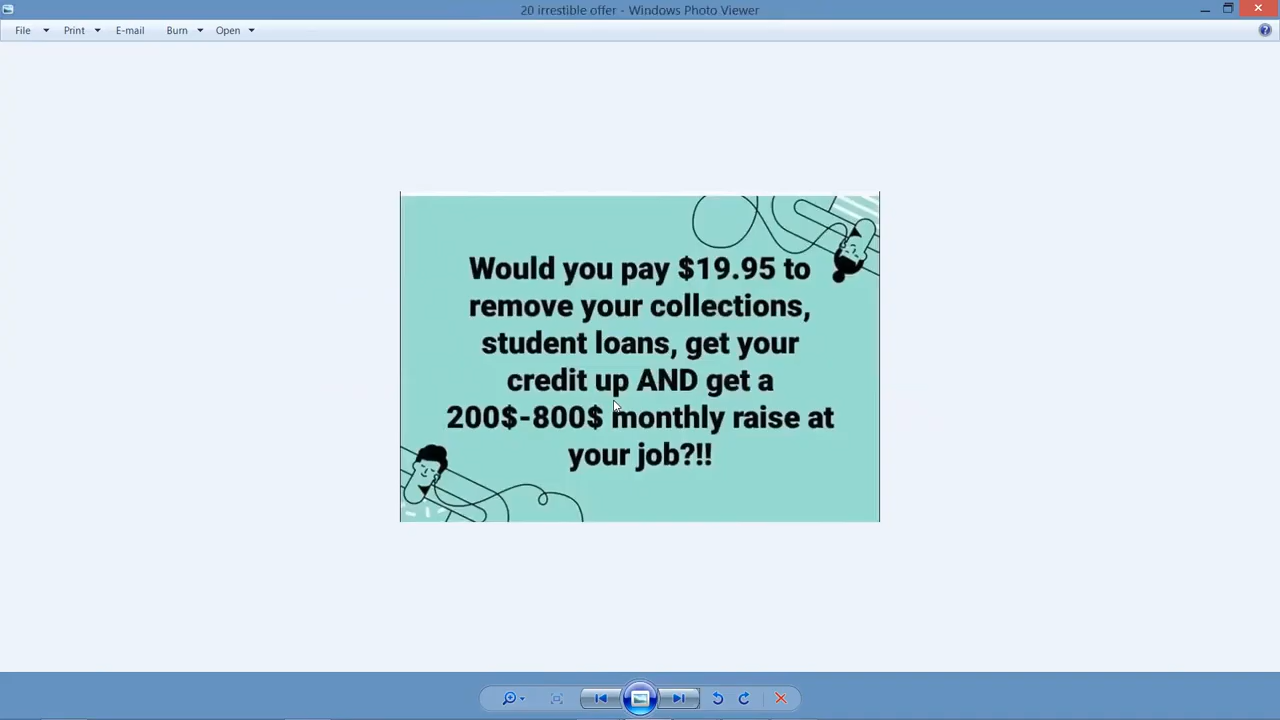 20 irrestible offer - Windows Photo Viewer
File Print E-mail Burn Open
Would you pay $19.95 to
remove your collections,
student loans, get your
credit up AND get a
200$-800$ monthly raise at
your job?!!